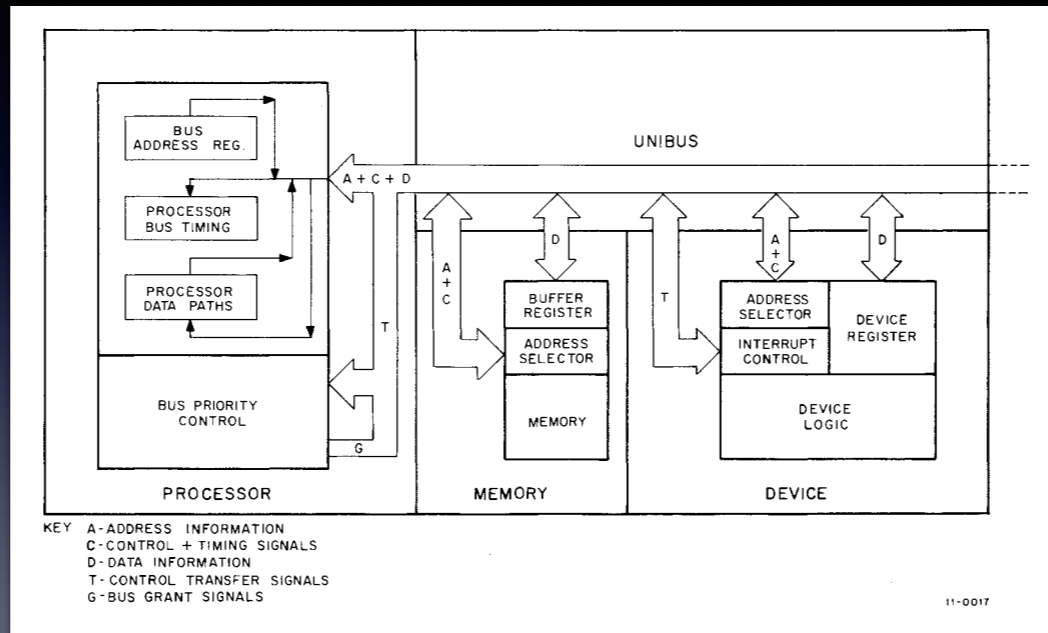 UNIBUS
BUS
ADDRESS REG.
A + C + D
PROCESSOR
BUS TIMING
PROCESSOR
DATA PATHS
T
BUS PRIORITY
CONTROL
G
PROCESSOR
A
+
C
D
BUFFER
REGISTER
ADDRESS
SELECTOR
MEMORY
MEMORY
T
A
+
C
D
ADDRESS
SELECTOR
INTERRUPT
CONTROL
DEVICE
REGISTER
DEVICE
LOGIC
DEVICE
KEY A-ADDRESS INFORMATION
C-CONTROL + TIMING SIGNALS
D-DATA INFORMATION
T-CONTROL TRANSFER SIGNALS
G-BUS GRANT SIGNALS
11-0017